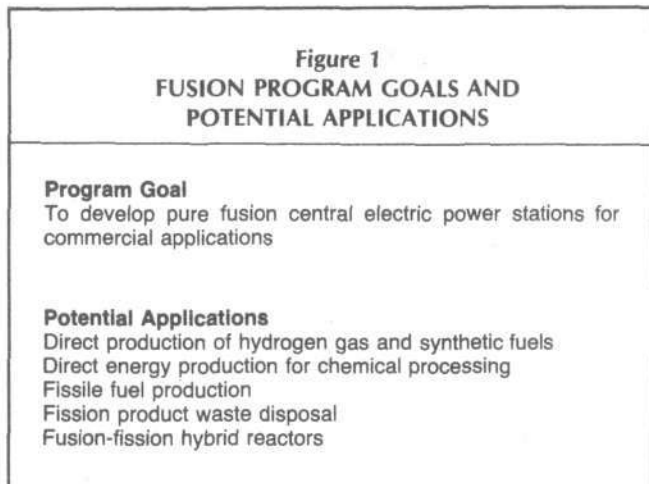 Figure 1
FUSION PROGRAM GOALS AND
POTENTIAL APPLICATIONS
Program Goal
To develop pure fusion central electric power stations for
commercial applications
Potential Applications
Direct production of hydrogen gas and synthetic fuels
Direct energy production for chemical processing
Fissile fuel production
Fission product waste disposal
Fusion-fission hybrid reactors